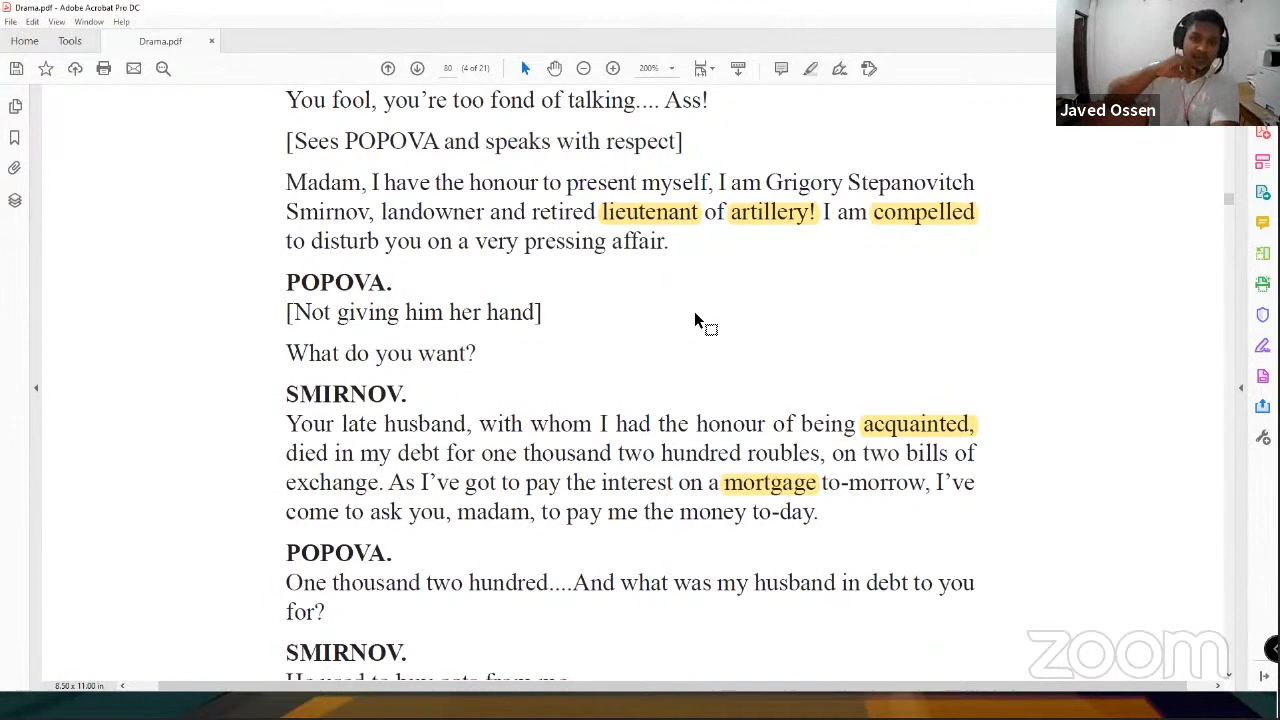 Drama.pdf - Adobe Acrobat Pro DC
File Edit View Window Help
Home Tools Drama.pdf ×
80 (4 of 21) 200%
Javed Ossen
You fool, you’re too fond of talking.... Ass!
[Sees POPOVA and speaks with respect]
Madam, I have the honour to present myself, I am Grigory Stepanovitch
Smirnov, landowner and retired lieutenant of artillery! I am compelled
to disturb you on a very pressing affair.
POPOVA.
[Not giving him her hand]
What do you want?
SMIRNOV.
Your late husband, with whom I had the honour of being acquainted,
died in my debt for one thousand two hundred roubles, on two bills of
exchange. As I’ve got to pay the interest on a mortgage to-morrow, I’ve
come to ask you, madam, to pay me the money to-day.
POPOVA.
One thousand two hundred....And what was my husband in debt to you
for?
SMIRNOV.
zoom
8.50 x 11.00 in